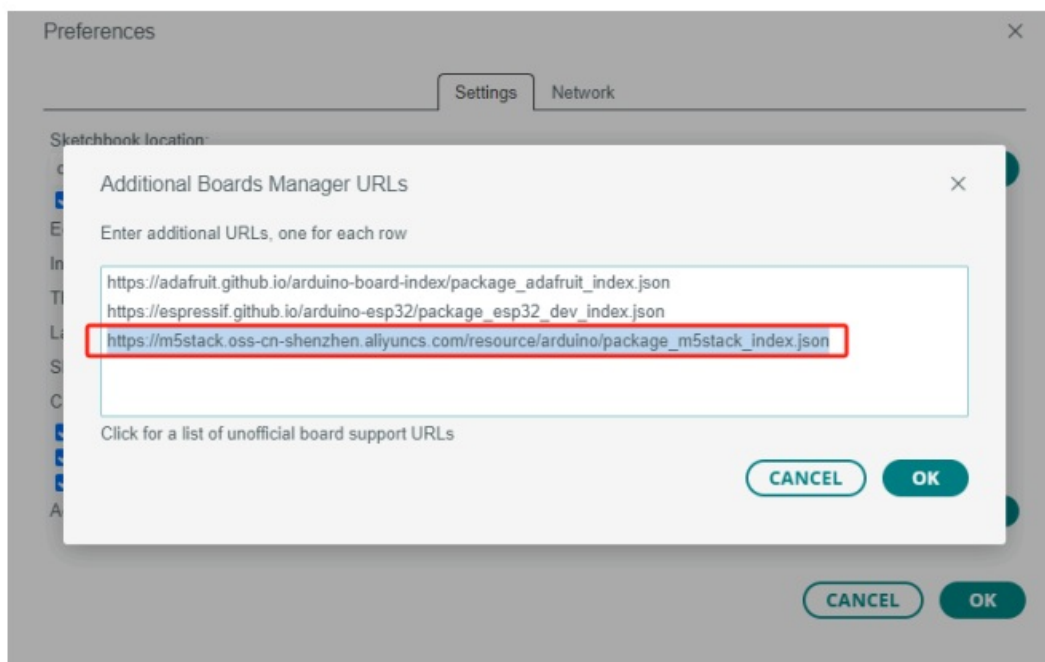 Preferences
Settings Network
Sketchbook location:
Additional Boards Manager URLs
Enter additional URLs, one for each row
https://adafruit.github.io/arduino-board-index/package_adafruit_index.json
https://espressif.github.io/arduino-esp32/package_esp32_dev_index.json
https://m5stack.oss-cn-shenzhen.aliyuncs.com/resource/arduino/package_m5stack_index.json
Click for a list of unofficial board support URLs
CANCEL OK
CANCEL OK